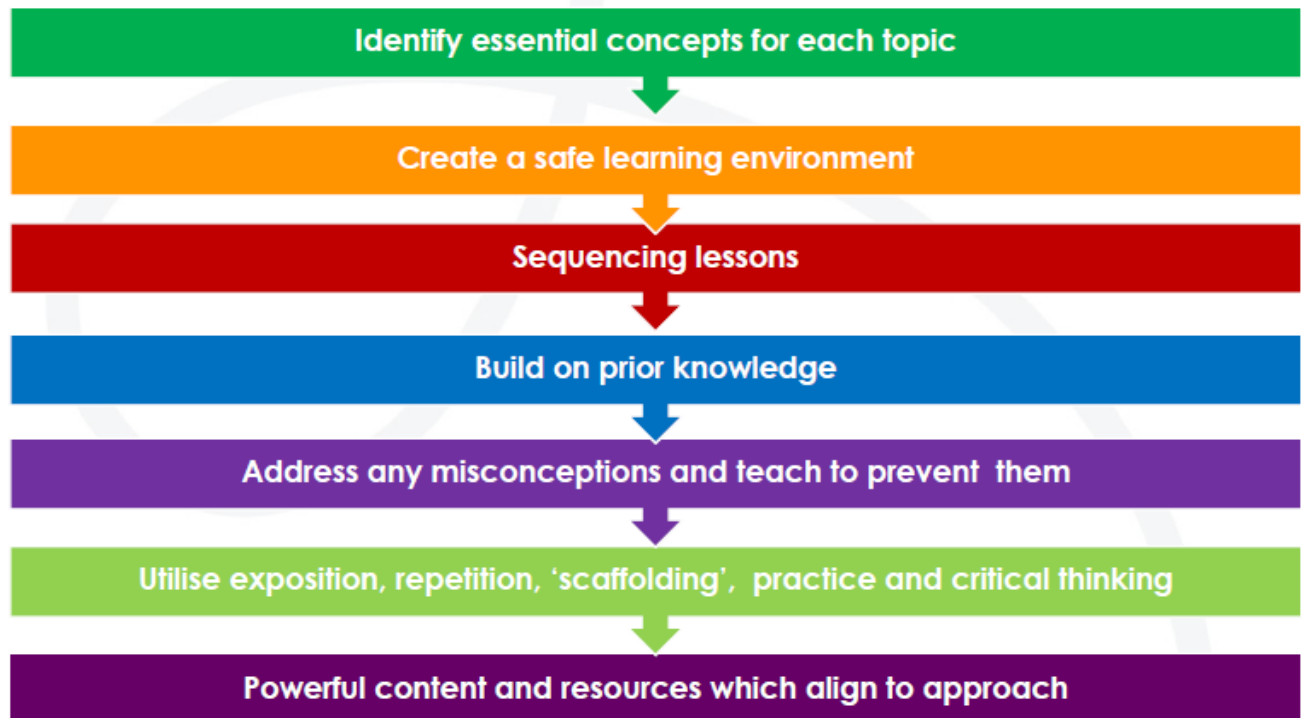 Identify essential concepts for each topic
Create a safe learning environment
Sequencing lessons
Build on prior knowledge
Address any misconceptions and teach to prevent  them
Utilise exposition, repetition, ‘scaffolding’,  practice and critical thinking
Powerful content and resources which align to approach